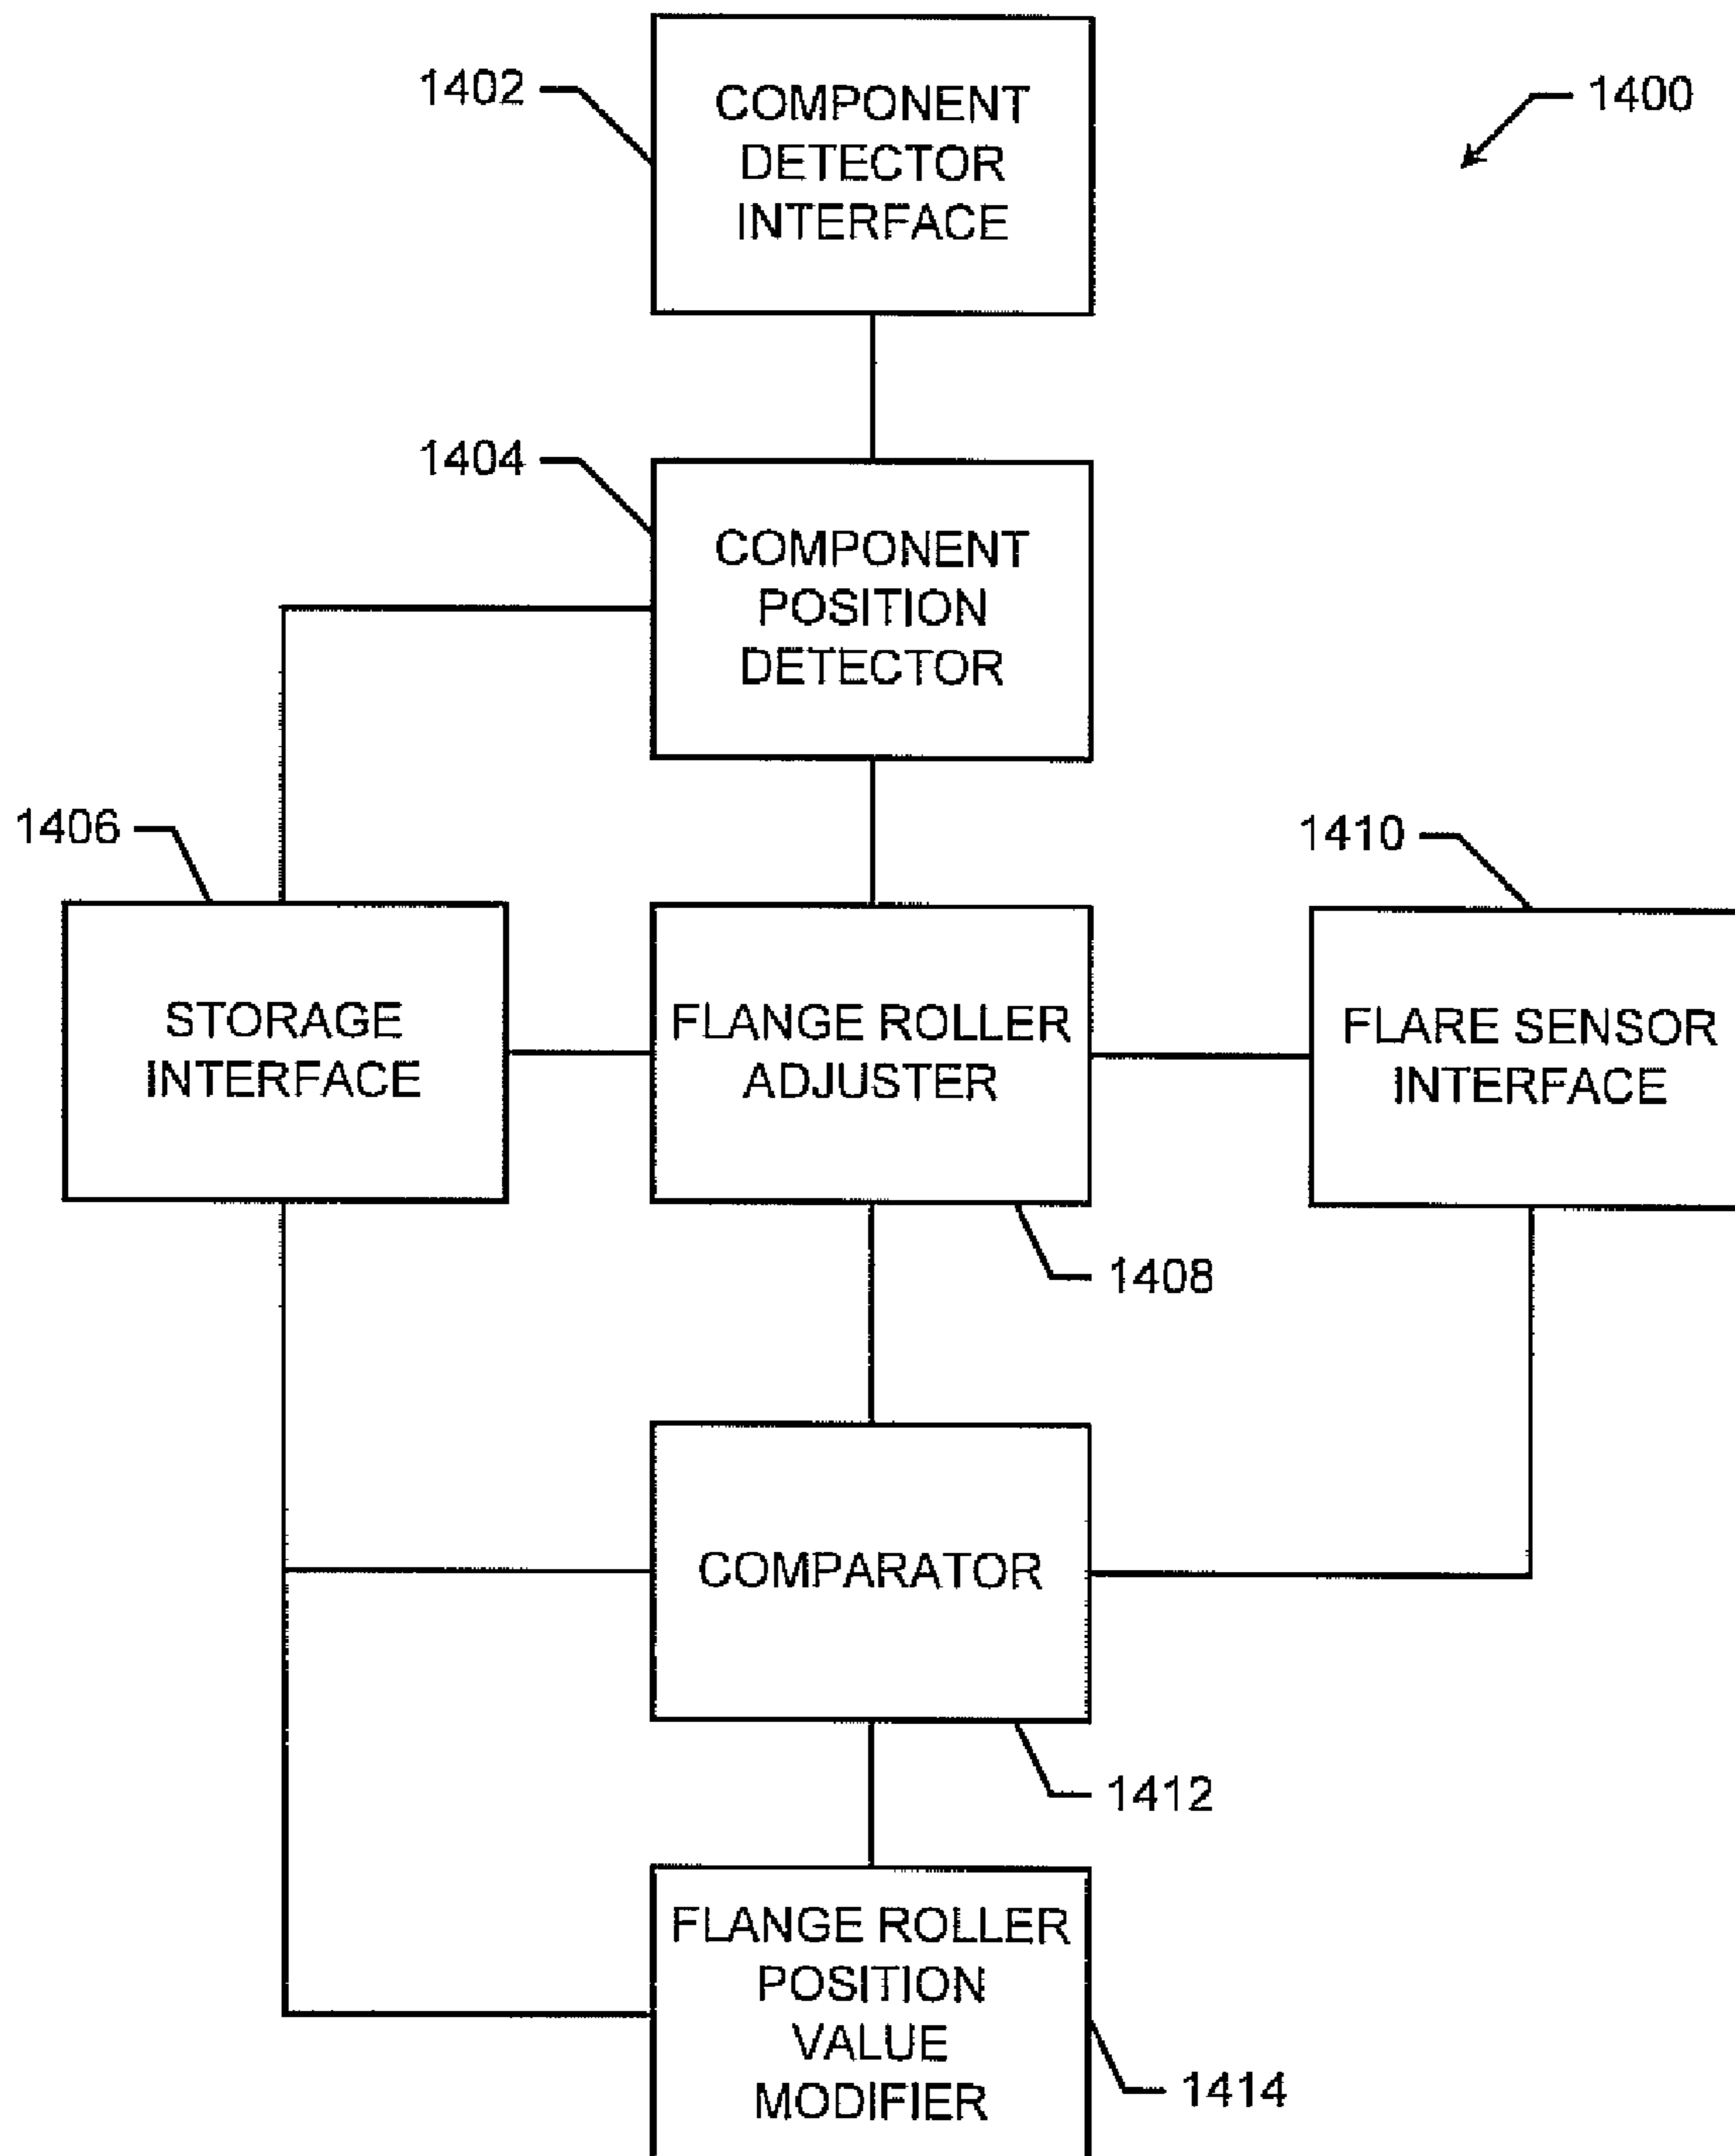 1402
COMPONENT
DETECTOR
INTERFACE
1400
1404
COMPONENT
POSITION
DETECTOR
1406
1410
STORAGE
INTERFACE
FLANGE ROLLER
ADJUSTER
FLARE SENSOR
INTERFACE
1408
COMPARATOR
1412
FLANGE ROLLER
POSITION
VALUE
MODIFIER
1414